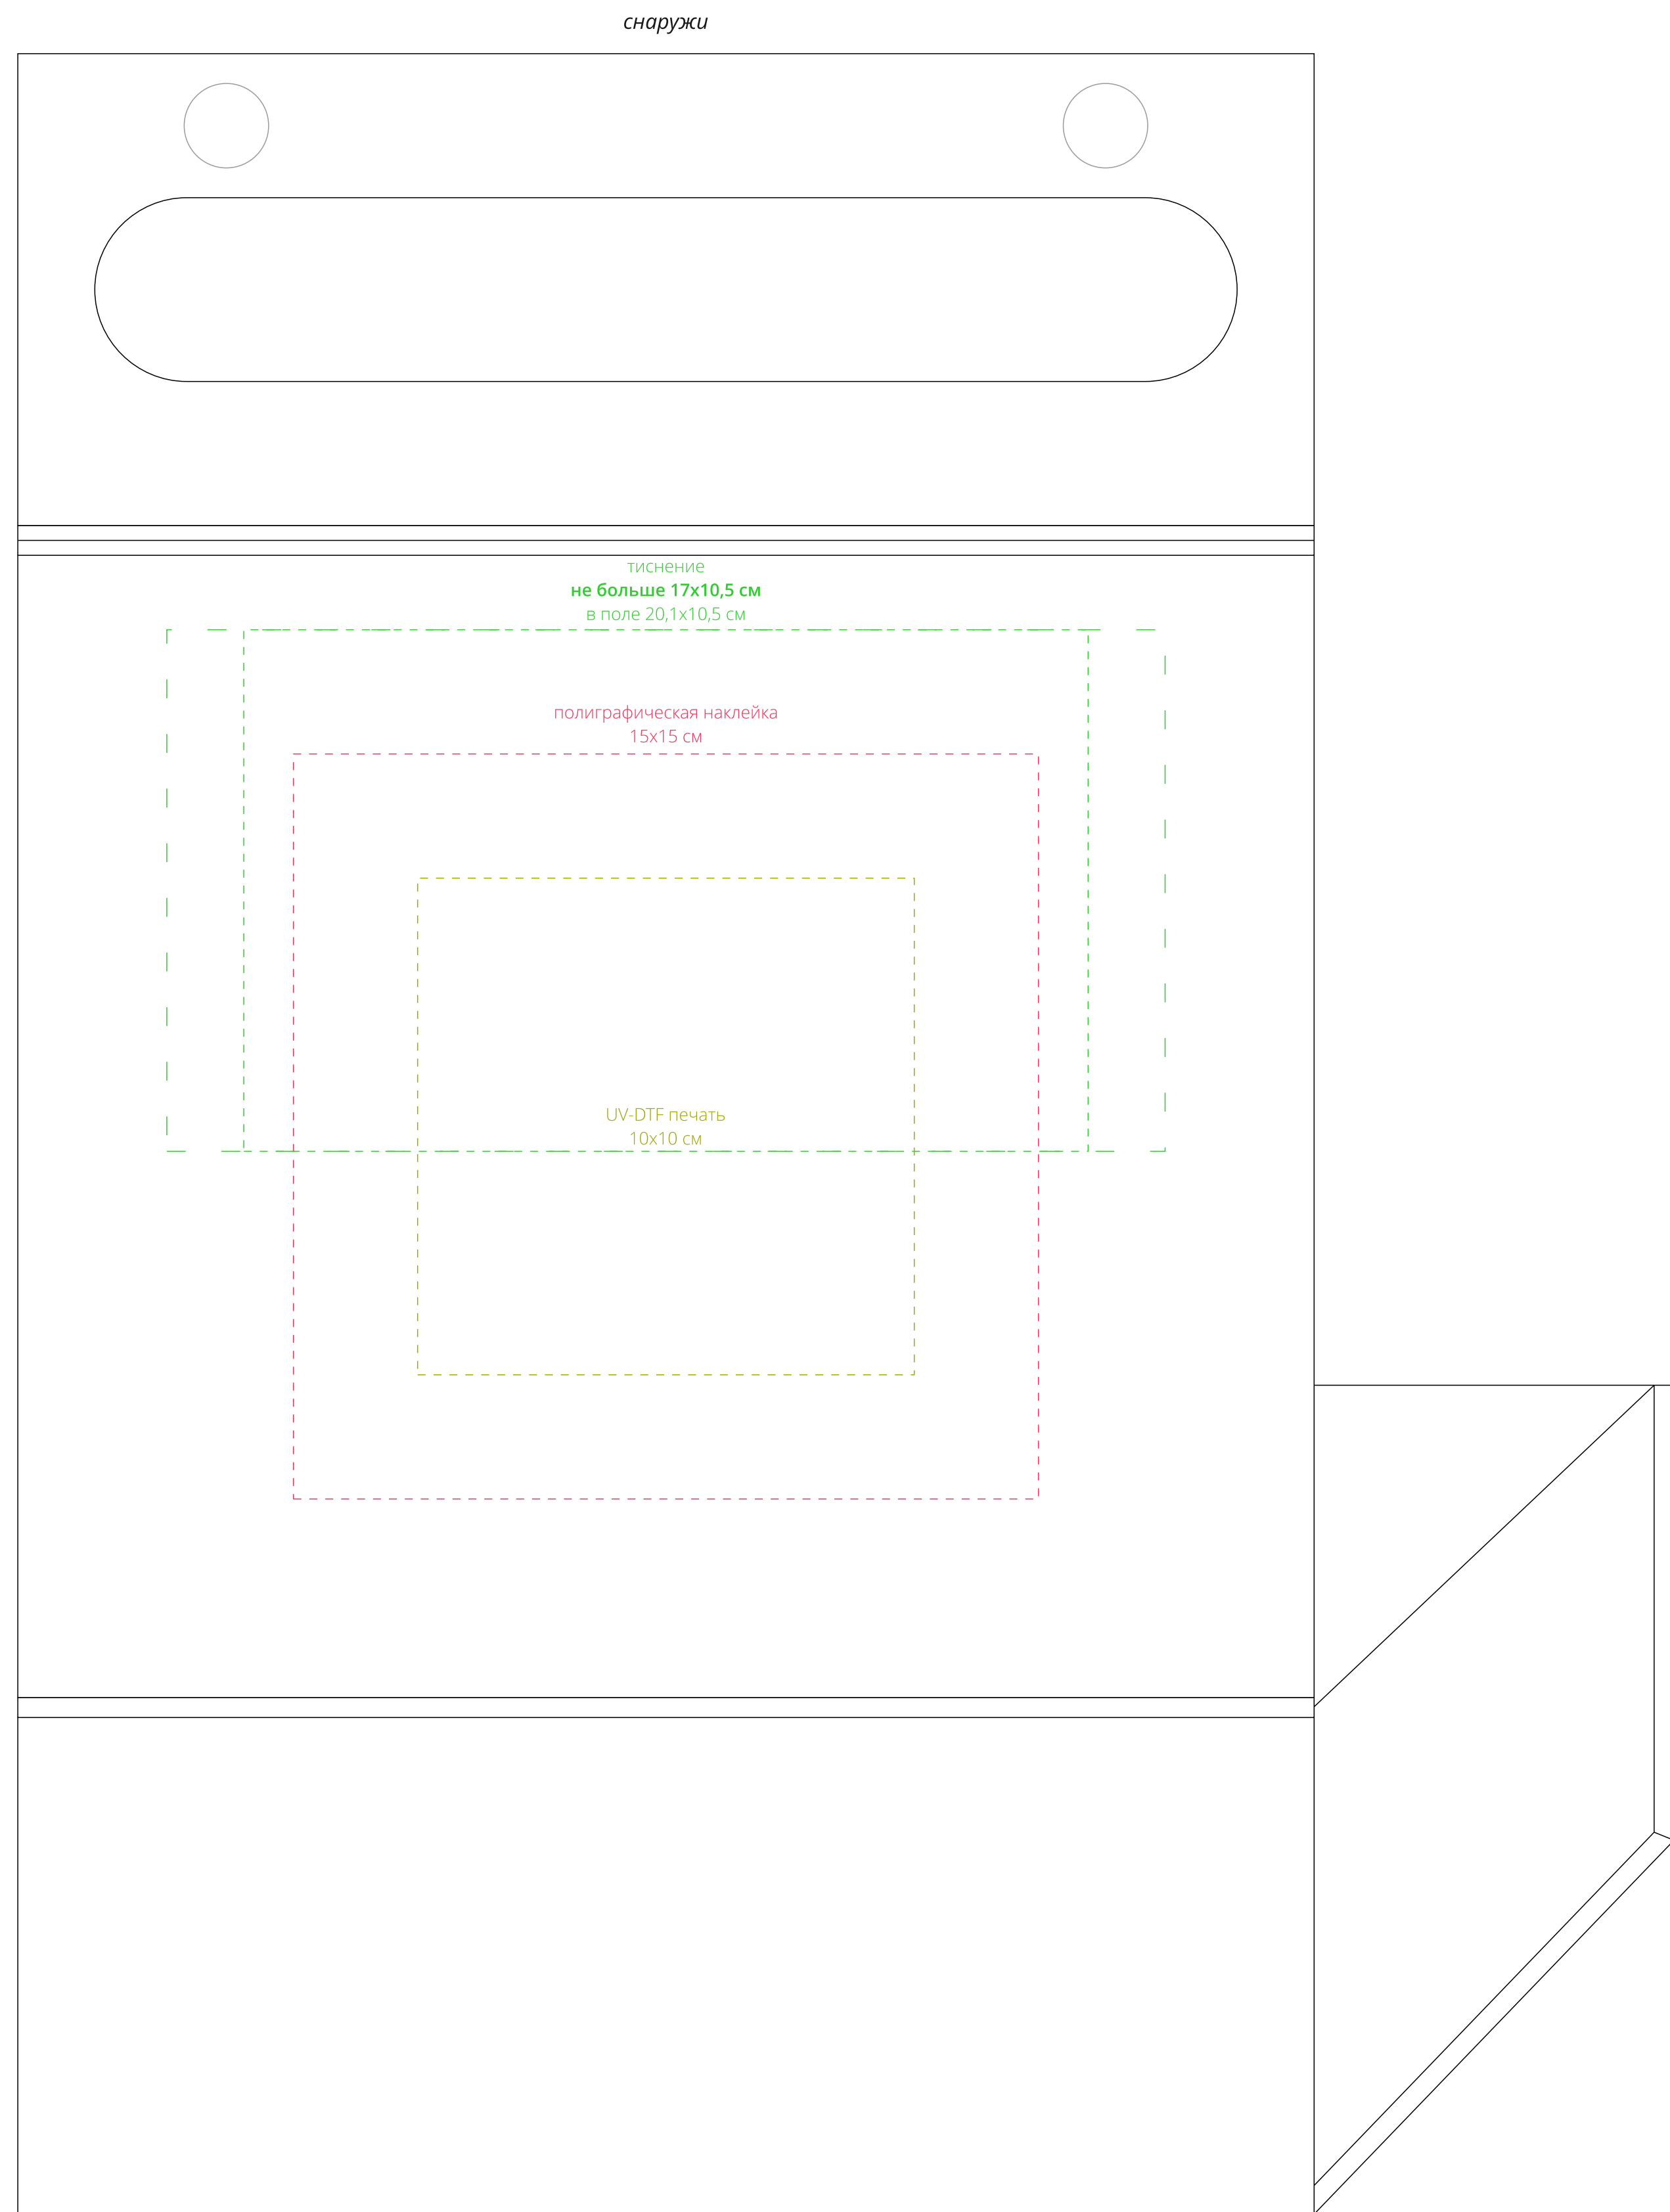 снаружи
тиснение
не больше 17х10,5 см
в поле 20,1х10,5 см
полиграфическая наклейка
15х15 см
UV-DTF печать
10х10 см